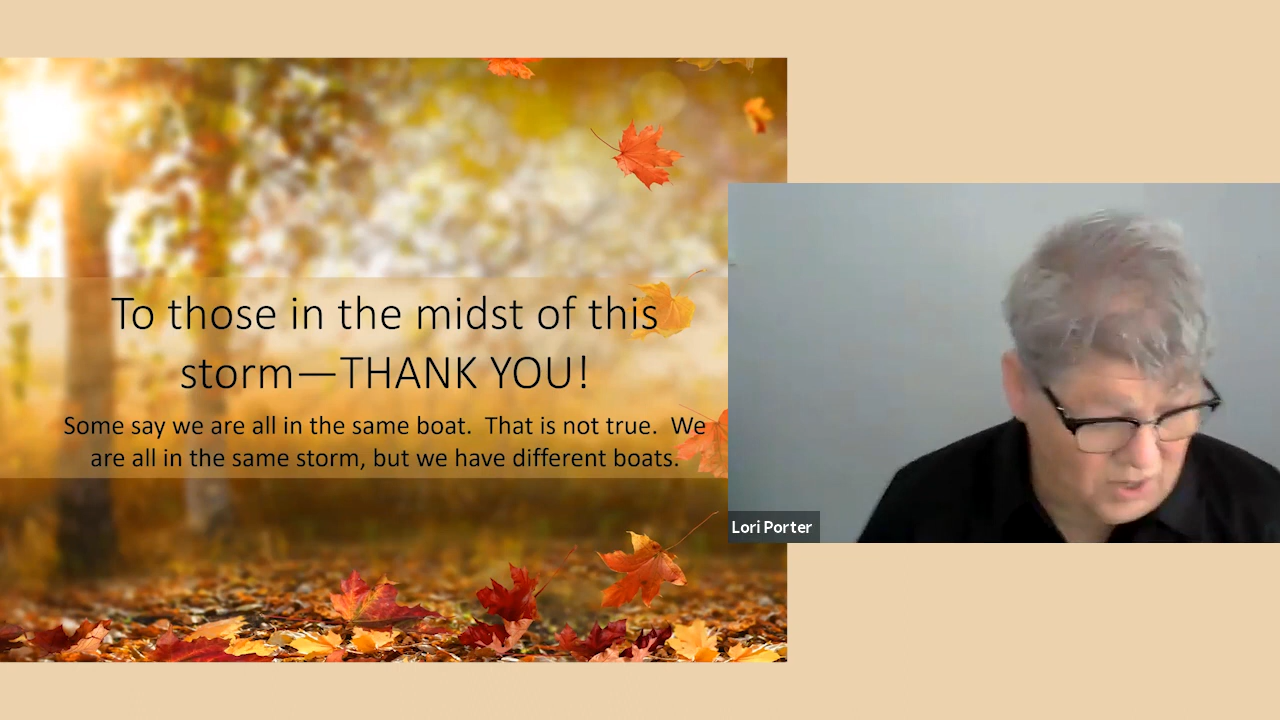 To those in the midst of this
storm—THANK YOU!
Some say we are all in the same boat.  That is not true.  We
are all in the same storm, but we have different boats.
Lori Porter